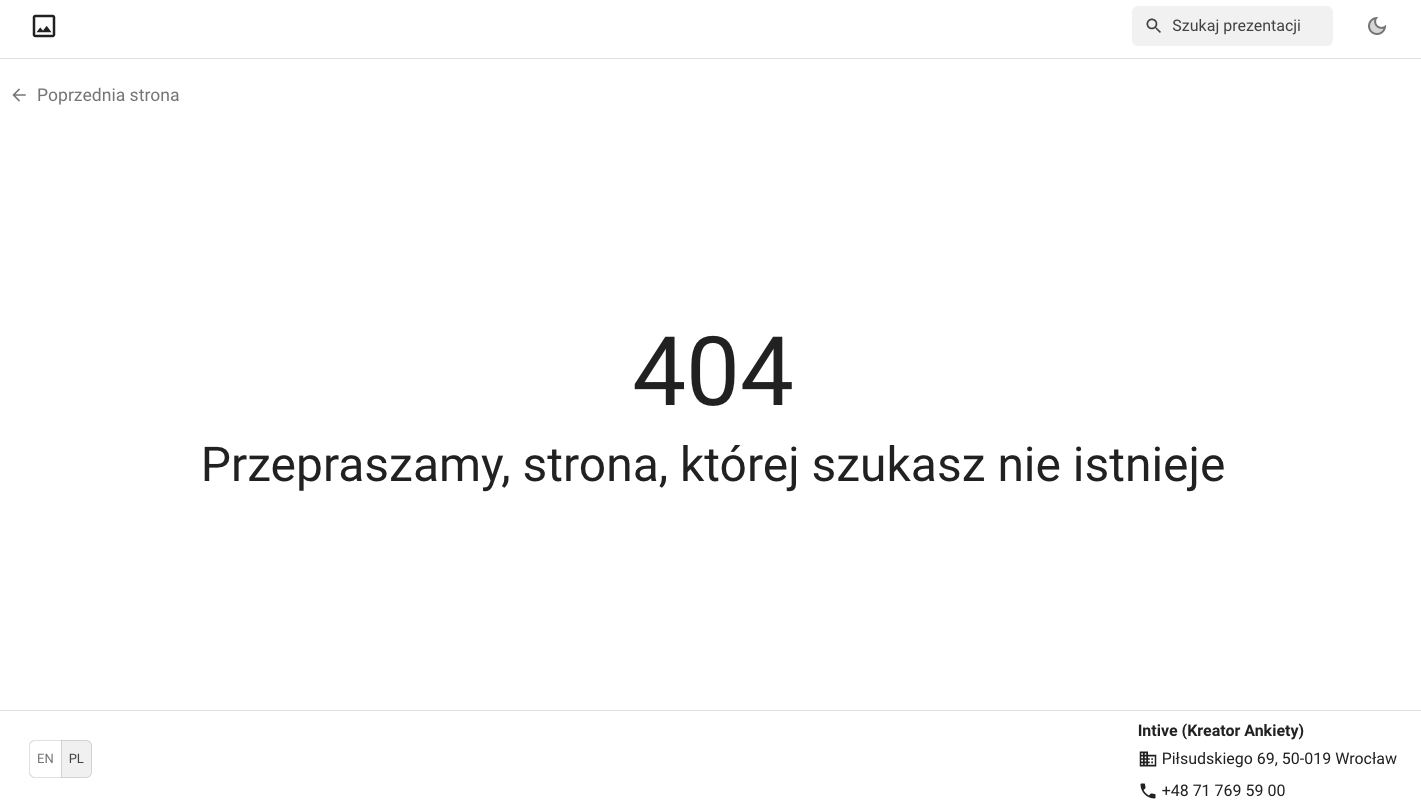 Szukaj prezentacji
Poprzednia strona
404
Przepraszamy, strona, której szukasz nie istnieje
EN PL
Intive (Kreator Ankiety)
Piłsudskiego 69, 50-019 Wrocław
+48 71 769 59 00